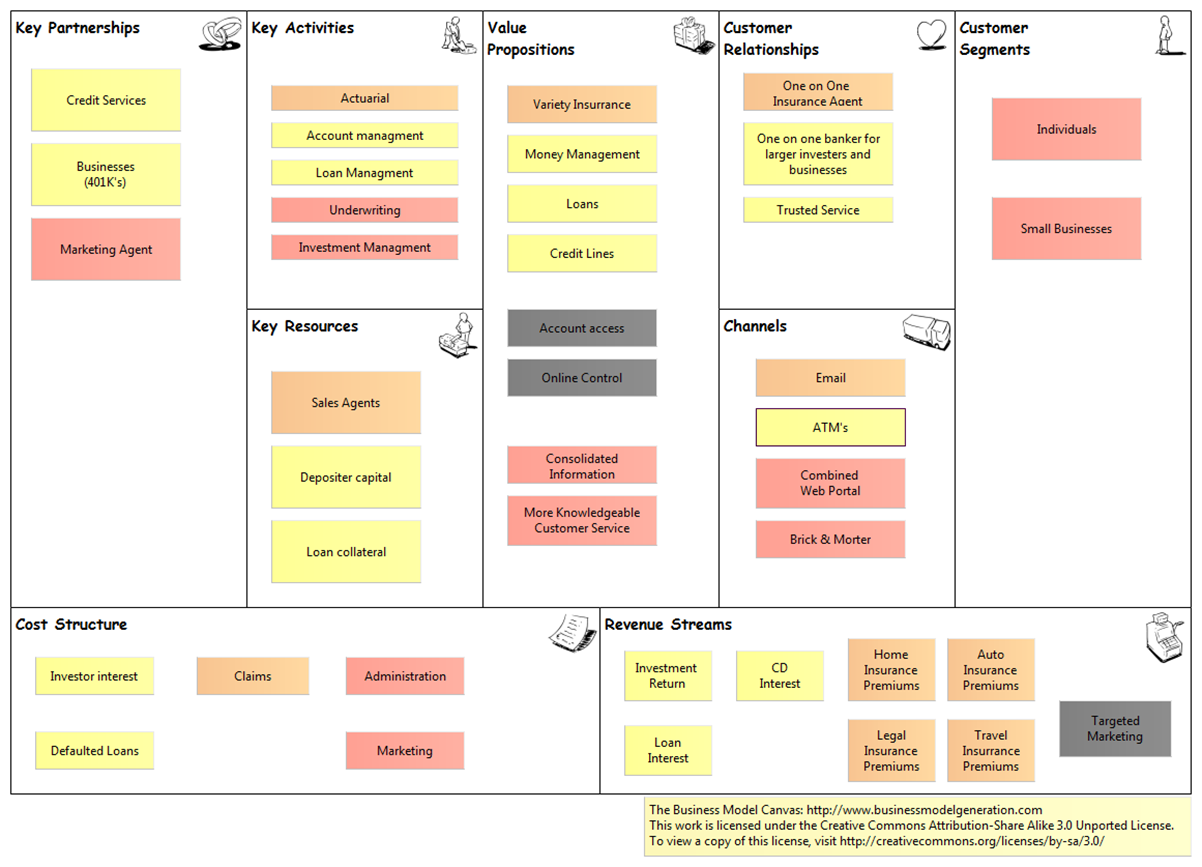 Key Partnerships
Credit Services
Businesses
(401K's)
Marketing Agent
Key Activities
Actuarial
Account managment
Loan Managment
Underwriting
Investment Managment
Key Resources
Sales Agents
Depositer capital
Loan collateral
Value
Propositions
Variety Insurrance
Money Management
Loans
Credit Lines
Account access
Online Control
Consolidated
Information
More Knowledgeable
Customer Service
Customer
Relationships
One on One
Insurance Agent
One on one banker for
larger investers and
businesses
Trusted Service
Channels
Email
ATM's
Combined
Web Portal
Brick & Morter
Customer
Segments
Individuals
Small Businesses
Cost Structure
Investor interest
Claims
Administration
Defaulted Loans
Marketing
Revenue Streams
Investment
Return
CD
Interest
Home
Insurance
Premiums
Auto
Insurance
Premiums
Loan
Interest
Legal
Insurance
Premiums
Travel
Insurrance
Premiums
Targeted
Marketing
The Business Model Canvas: http://www.businessmodelgeneration.com
This work is licensed under the Creative Commons Attribution-Share Alike 3.0 Unported License.
To view a copy of this license, visit http://creativecommons.org/licenses/by-sa/3.0/